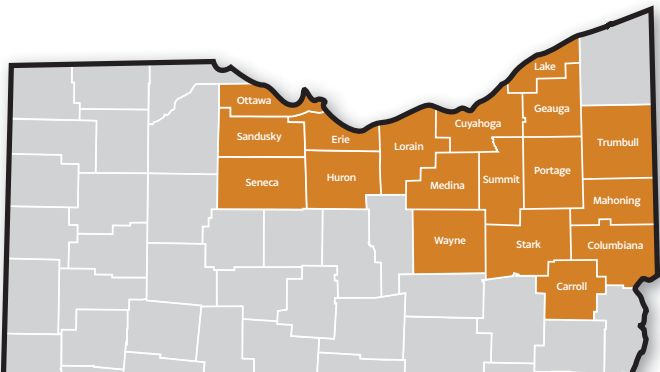 Lake
Ottawa
Geauga
Cuyahoga
Sandusky
Erie
Lorain
Trumbull
Portage
Seneca
Huron
Medina
Summit
Mahoning
Wayne
Stark
Columbiana
Carroll